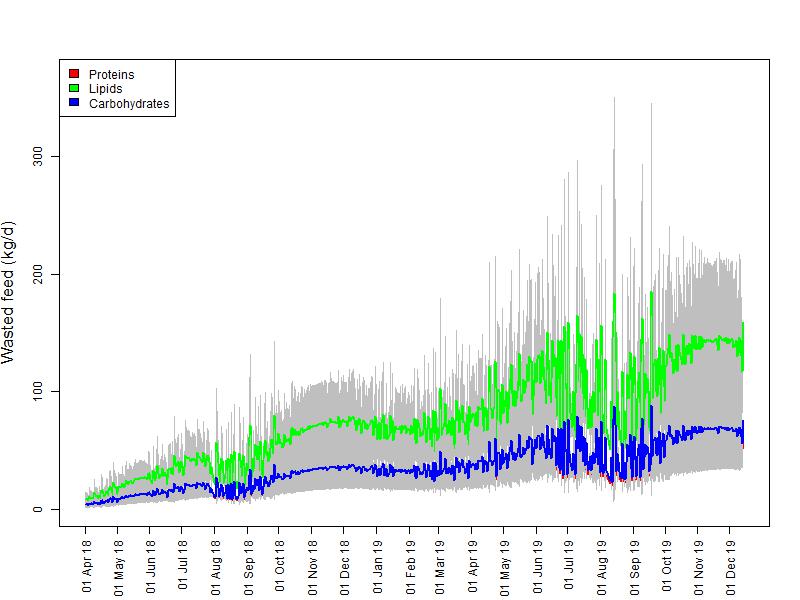 Proteins
Lipids
Carbohydrates
Wasted feed (kg/d)
300
200
100
0
01 Apr 18
01 May 18
01 Jun 18
01 Jul 18
01 Aug 18
01 Sep 18
01 Oct 18
01 Nov 18
01 Dec 18
01 Jan 19
01 Feb 19
01 Mar 19
01 Apr 19
01 May 19
01 Jun 19
01 Jul 19
01 Aug 19
01 Sep 19
01 Oct 19
01 Nov 19
01 Dec 19